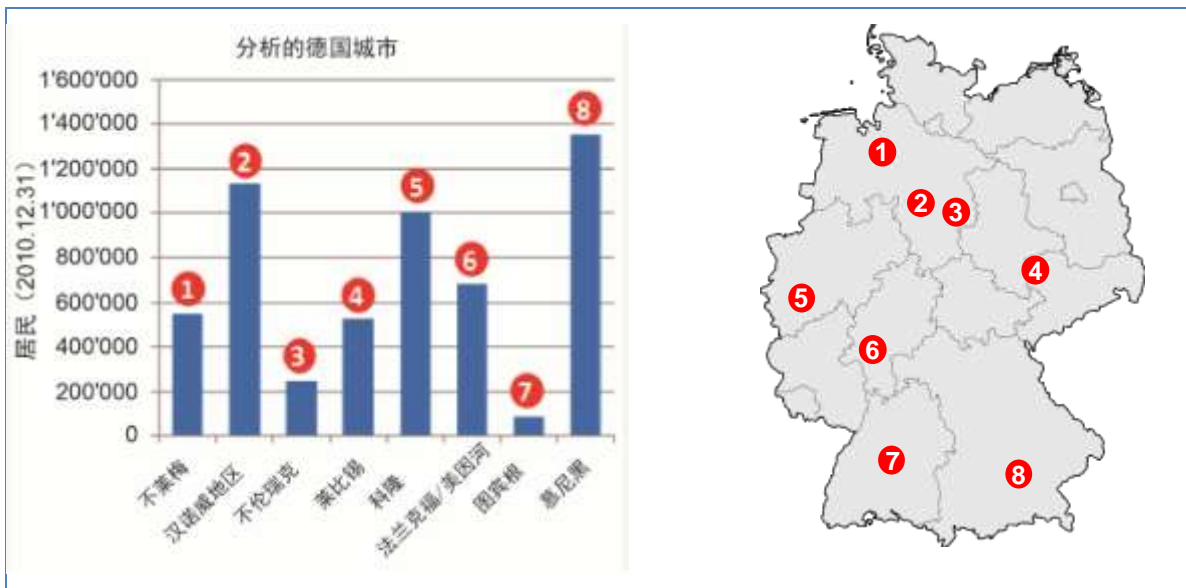 分析的德国城市
1'600'000
1'400'000
1'200'000
1'000'000
800'000
600'000
400'000
200'000
0
居民（2010.12.31）
1
2
3
4
5
6
7
8
不莱梅
汉诺威地区
不伦瑞克
莱比锡
科隆
法兰克福/美因河
图宾根
慕尼黑
1
2
3
4
5
6
7
8